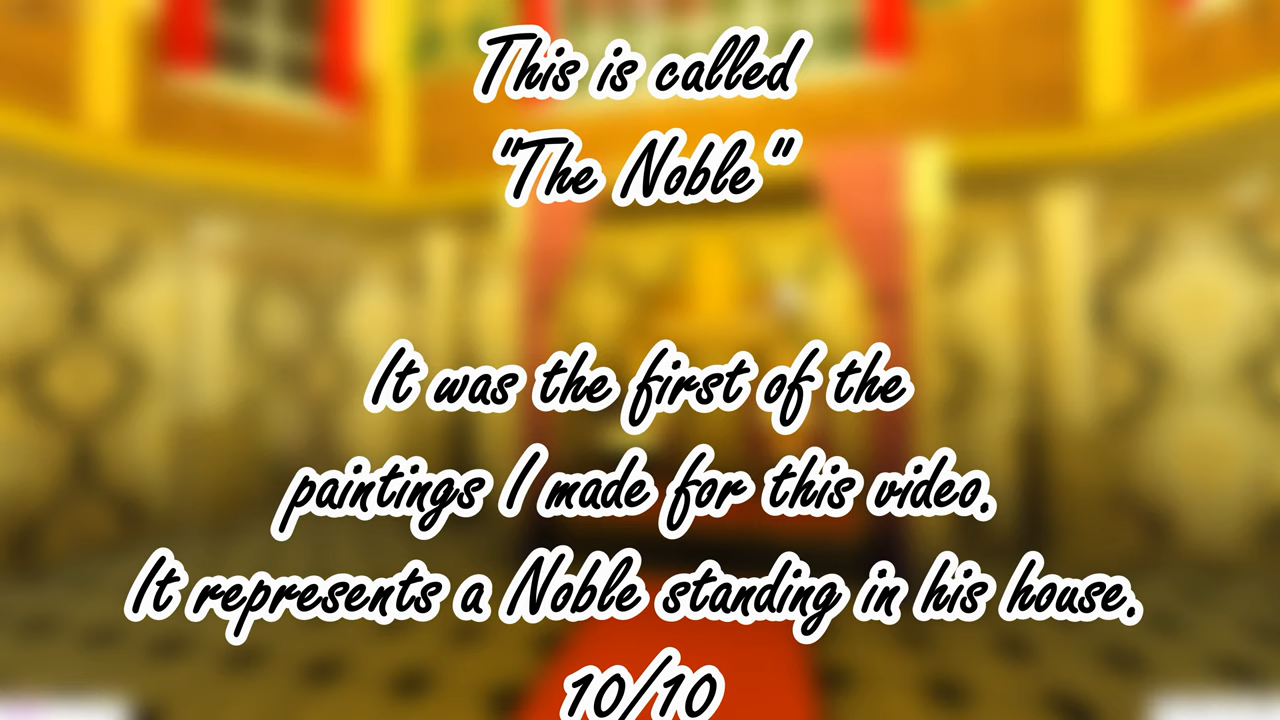 This is called
"The Noble"
It was the first of the
paintings I made for this video.
It represents a Noble standing in his house.
10/10